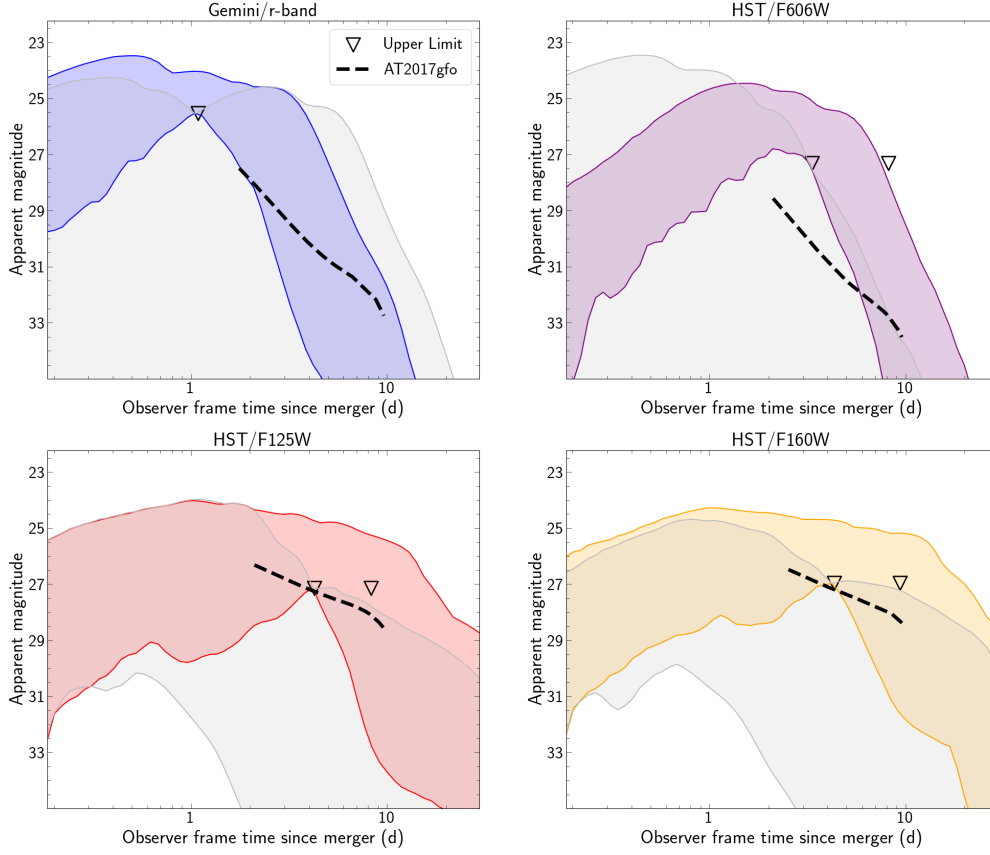 Gemini/r-band
23
25
27
29
31
33
Apparent magnitude
1
10
Observer frame time since merger (d)
Upper Limit
AT2017gfo
HST/F606W
23
25
27
29
31
33
Apparent magnitude
1
10
Observer frame time since merger (d)
HST/F125W
23
25
27
29
31
33
Apparent magnitude
1
10
Observer frame time since merger (d)
HST/F160W
23
25
27
29
31
33
Apparent magnitude
1
10
Observer frame time since merger (d)